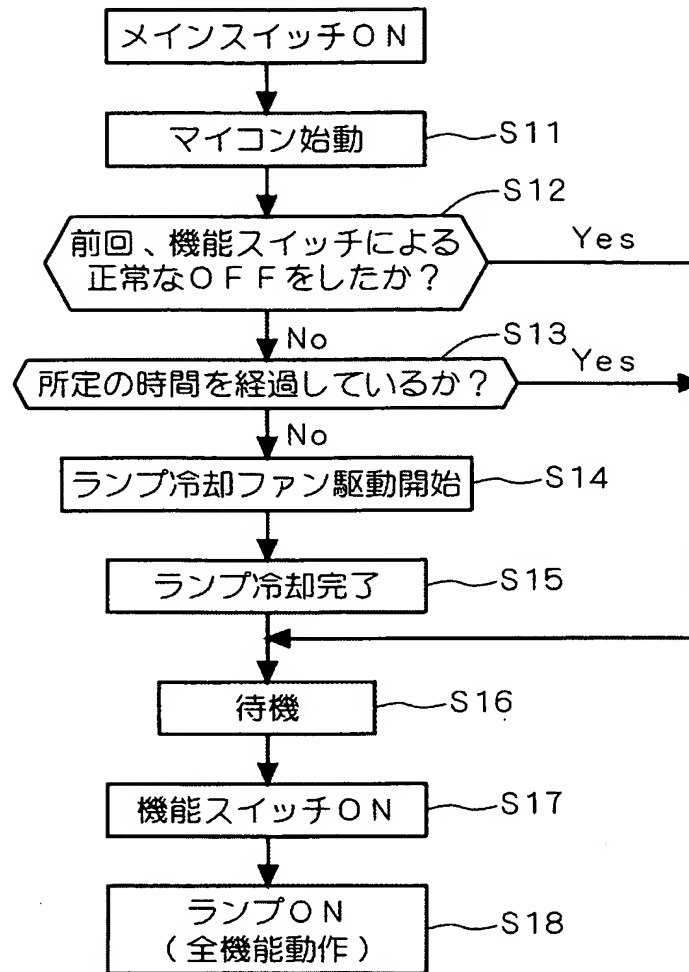 メインスイッチON
マイコン始動
S11
S12
前回、機能スイッチによる
正常なOFFをしたか?
Yes
No
S13
所定の時間を経過しているか?
Yes
No
ランプ冷却ファン駆動開始
S14
ランプ冷却完了
S15
待機
S16
機能スイッチON
S17
ランプON
(全機能動作)
S18